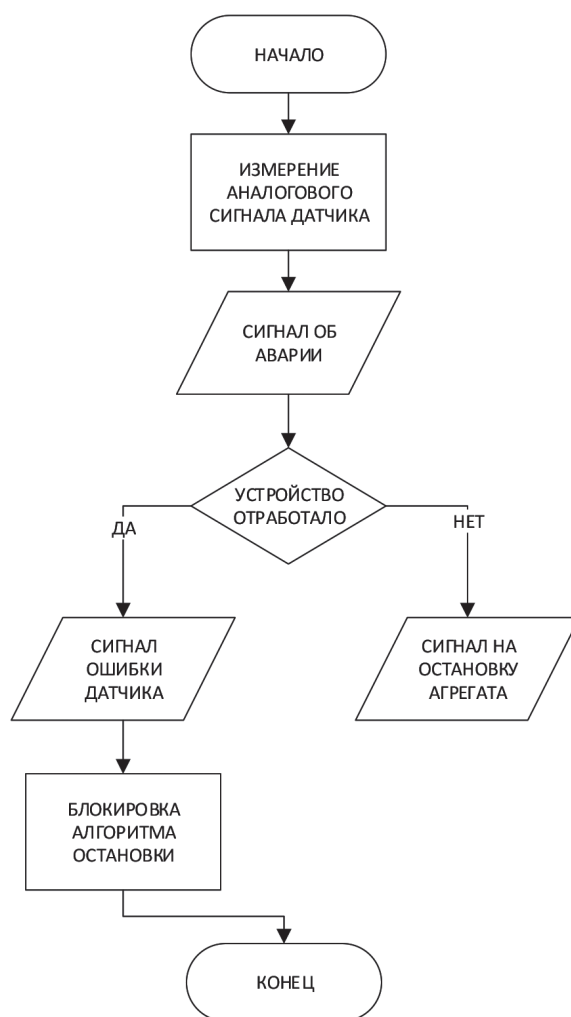 НАЧАЛО
ИЗМЕРЕНИЕ
АНАЛОГОВОГО
СИГНАЛА ДАТЧИКА
СИГНАЛ ОБ
АВАРИИ
УСТРОЙСТВО
ОТРАБОТАЛО
ДА
НЕТ
СИГНАЛ
ОШИБКИ
ДАТЧИКА
СИГНАЛ НА
ОСТАНОВКУ
АГРЕГАТА
БЛОКИРОВКА
АЛГОРИТМА
ОСТАНОВКИ
КОНЕЦ